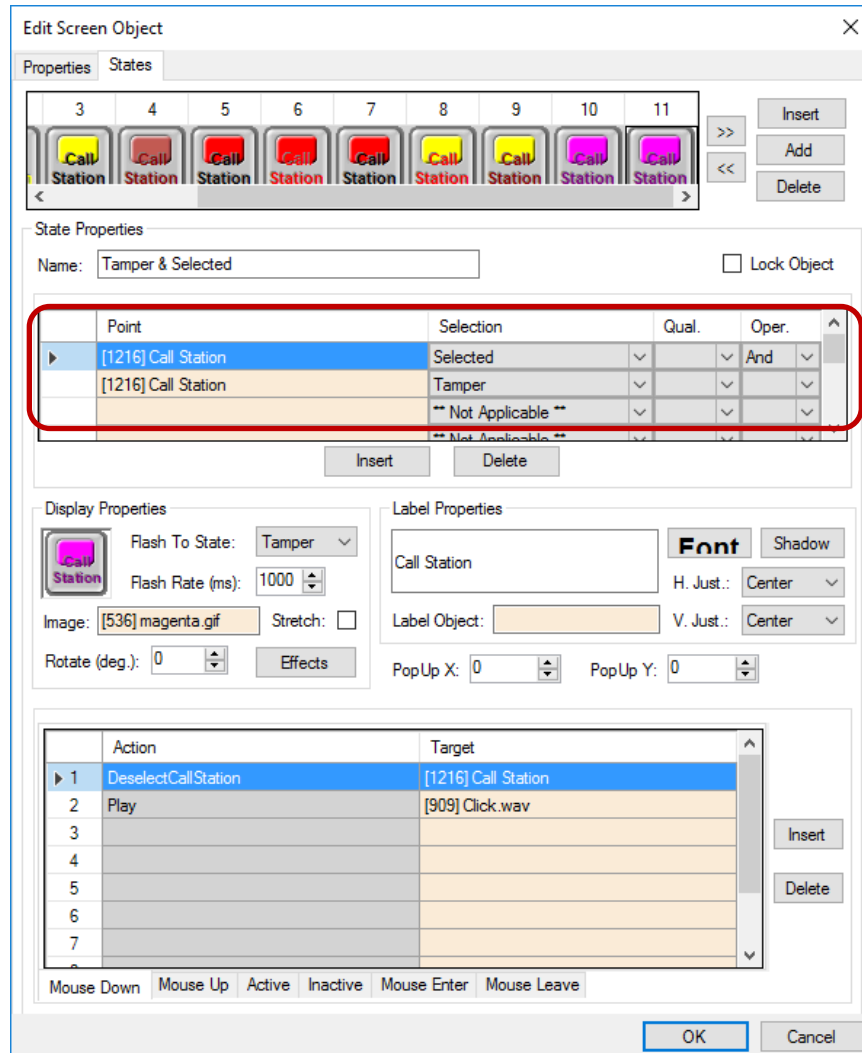 Edit Screen Object
Properties States
3 4 5 6 7 8 9 10 11
Call Station Call Station Call Station Call Station Call Station Call Station Call Station Call Station Call Station
>>
<<
Insert
Add
Delete
State Properties
Name: Tamper & Selected Lock Object
Point Selection Qual. Oper.
[1216] Call Station Selected And
[1216] Call Station Tamper
** Not Applicable **
** Not Applicable **
Insert Delete
Display Properties
Call Station
Flash To State: Tamper
Flash Rate (ms): 1000
Image: [536] magenta.gif Stretch:
Rotate (deg.): 0 Effects
Label Properties
Call Station
Font Shadow
H. Just.: Center
Label Object: V. Just.: Center
PopUp X: 0 PopUp Y: 0
Action Target
1 DeselectCallStation [1216] Call Station
2 Play [909] Click.wav
3
4
5
6
7
Insert
Delete
Mouse Down Mouse Up Active Inactive Mouse Enter Mouse Leave
OK Cancel